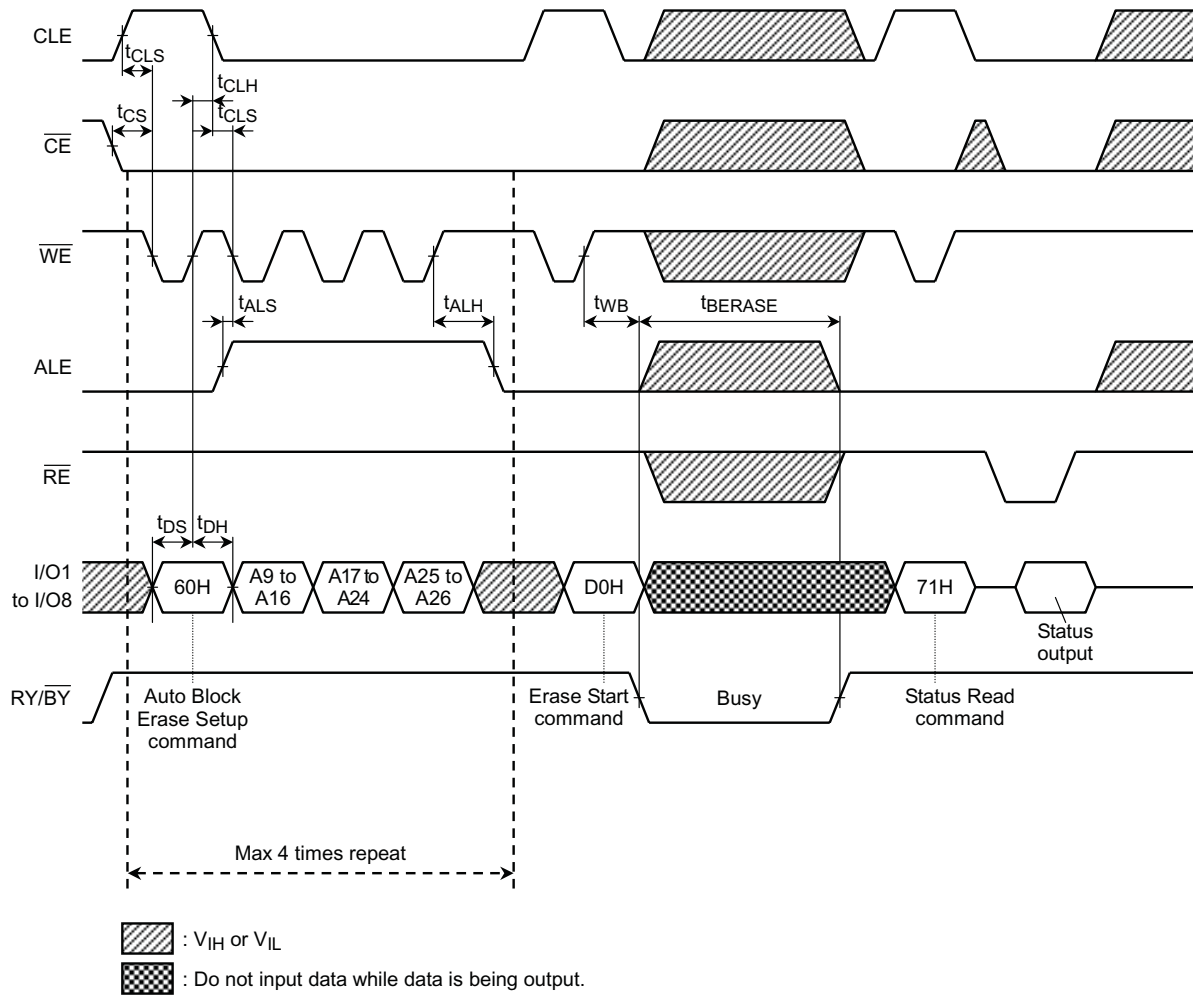 CLE
tCLS
tCLH
tCS
tCLS
CE
WE
tALS
tALH
tWB
tBERASE
ALE
RE
tDS
tDH
I/O1
to I/O8
60H
A9 to
A16
A17 to
A24
A25 to
A26
D0H
71H
Status
output
RY/BY
Auto Block
Erase Setup
command
Erase Start
command
Busy
Status Read
command
Max 4 times repeat
: VIH or VIL
: Do not input data while data is being output.